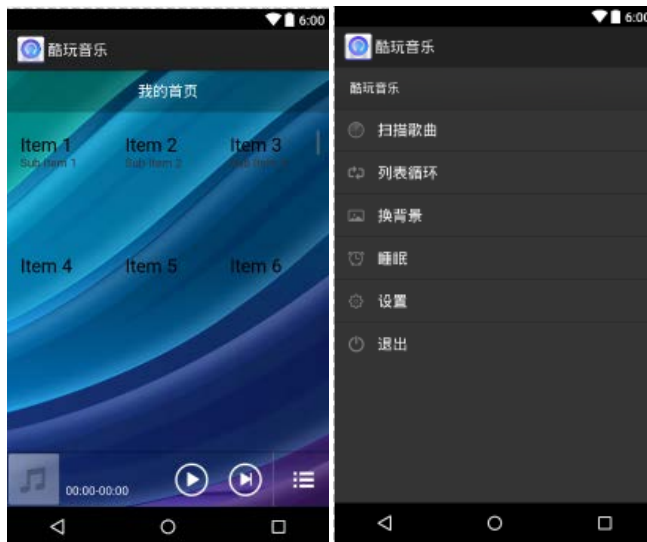 6:00
酷玩音乐
我的首页
Item 1
Item 2
Item 3
Sub Item 1
Sub Item 2
Sub Item 3
Item 4
Item 5
Item 6
00:00-00:00
6:00
酷玩音乐
酷玩音乐
扫描歌曲
列表循环
换背景
睡眠
设置
退出